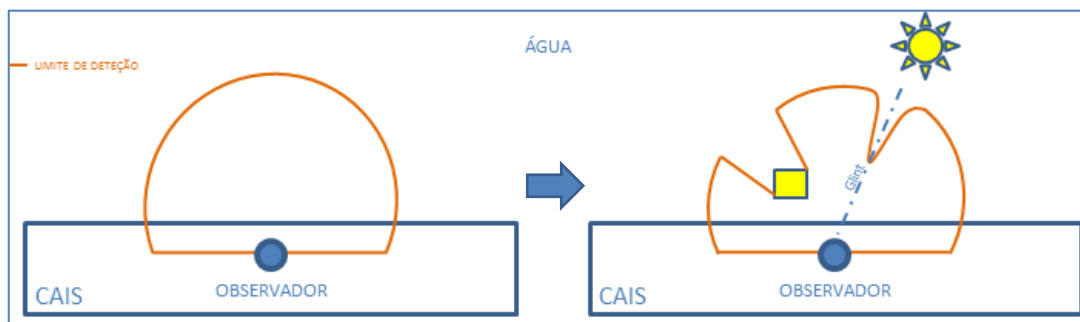 ÁGUA
LIMITE DE DETEÇÃO
Glint
OBSERVADOR
CAIS
OBSERVADOR
CAIS